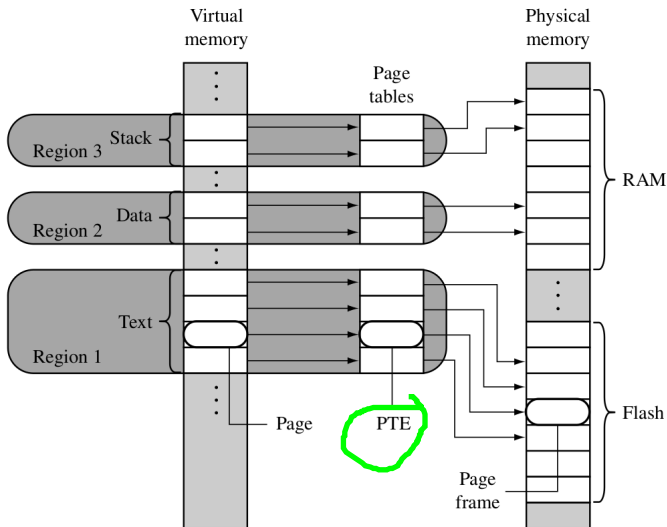 Virtual
memory
Physical
memory
Page
tables
Stack
Region 3
RAM
Data
Region 2
Text
Region 1
Page
PTE
Flash
Page
frame